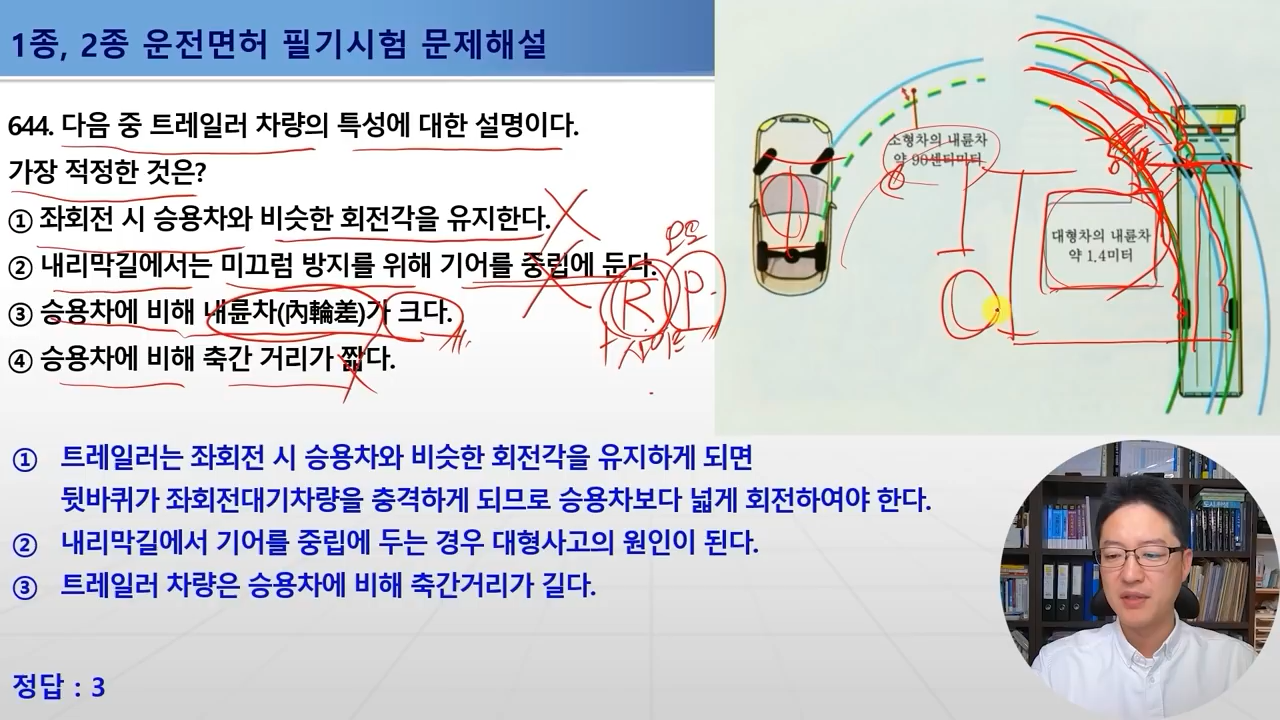 1종, 2종 운전면허 필기시험 문제해설
644. 다음 중 트레일러 차량의 특성에 대한 설명이다.
가장 적정한 것은?
① 좌회전 시 승용차와 비슷한 회전각을 유지한다.
② 내리막길에서는 미끄럼 방지를 위해 기어를 중립에 둔다.
③ 승용차에 비해 내륜차(內輪差)가 크다.
④ 승용차에 비해 축간 거리가 짧다.
R
P
소형차의 내륜차
약 90센티미터
대형차의 내륜차
약 1.4미터
① 트레일러는 좌회전 시 승용차와 비슷한 회전각을 유지하게 되면
뒷바퀴가 좌회전대기차량을 충격하게 되므로 승용차보다 넓게 회전하여야 한다.
② 내리막길에서 기어를 중립에 두는 경우 대형사고의 원인이 된다.
③ 트레일러 차량은 승용차에 비해 축간거리가 길다.
정답 : 3